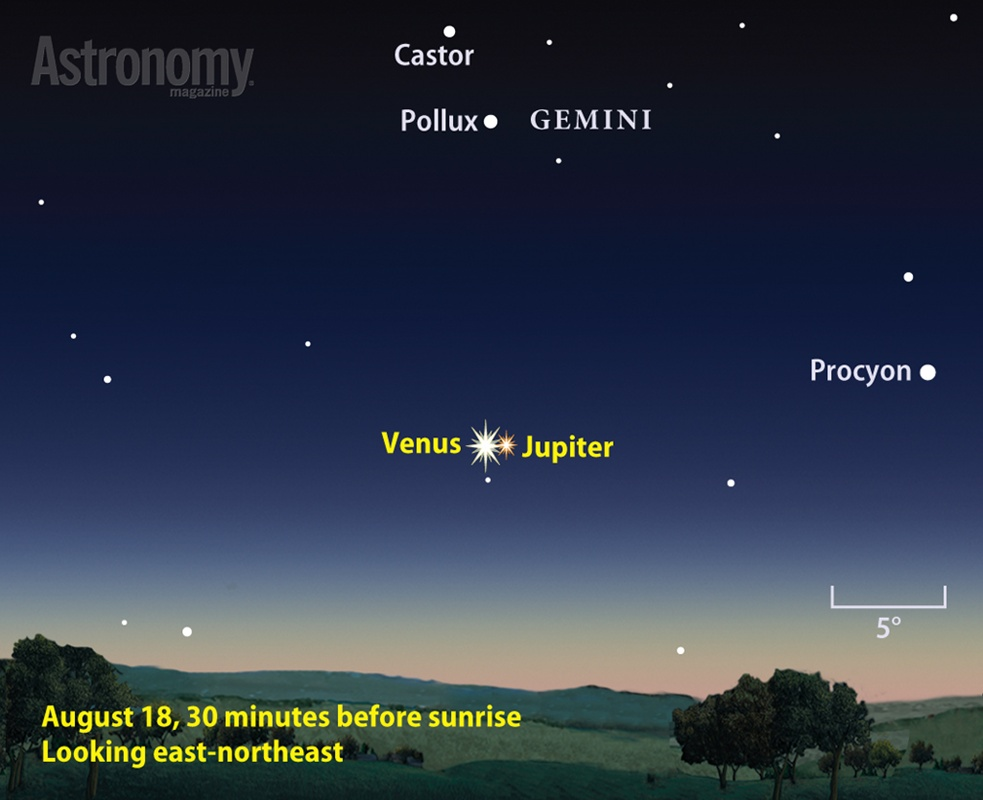 Astronomy
magazine
Castor
Pollux
GEMINI
Procyon
Venus
Jupiter
5°
August 18, 30 minutes before sunrise
Looking east-northeast